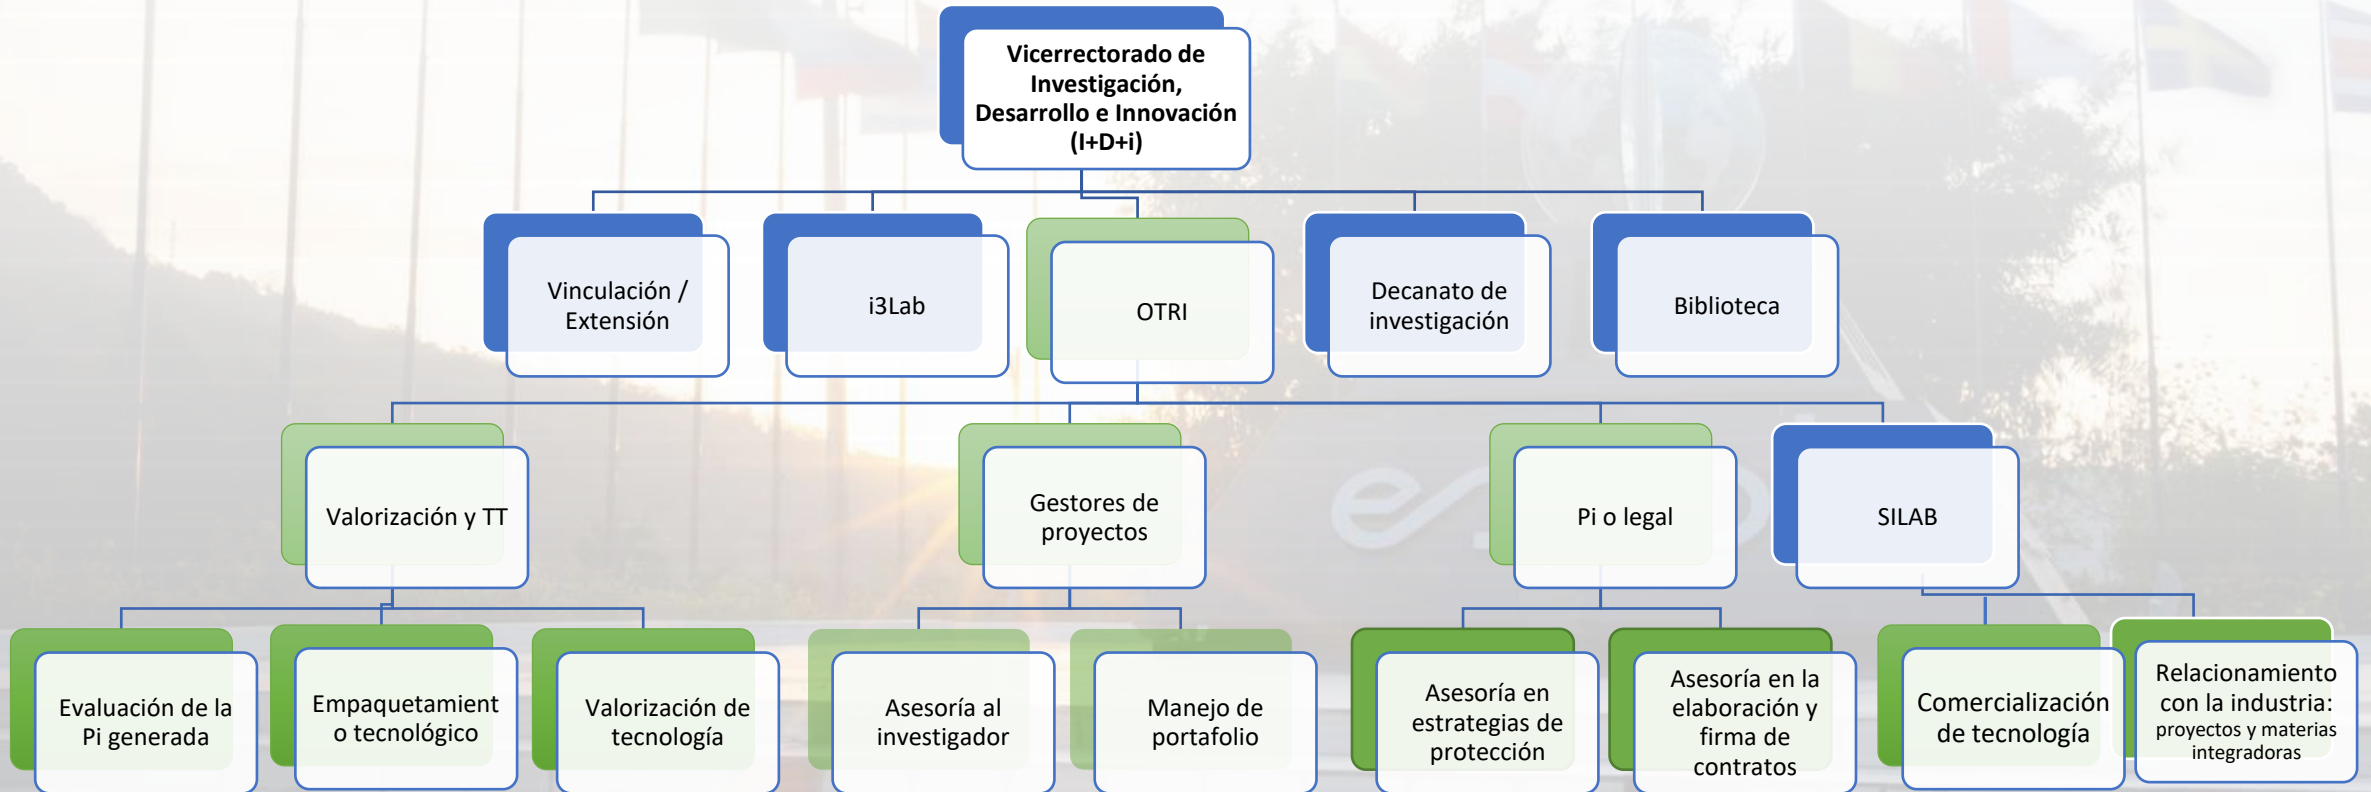 Vicerrectorado de
Investigación,
Desarrollo e Innovación
(I+D+i)
Vinculación /
Extensión
i3Lab
OTRI
Decanato de
investigación
Biblioteca
Valorización y TT
Gestores de
proyectos
Pi o legal
SILAB
Evaluación de la
Pi generada
Empaquetamient
o tecnológico
Valorización de
tecnología
Asesoría al
investigador
Manejo de
portafolio
Asesoría en
estrategias de
protección
Asesoría en la
elaboración y
firma de
contratos
Comercialización
de tecnología
Relacionamiento
con la industria:
proyectos y materias
integradoras